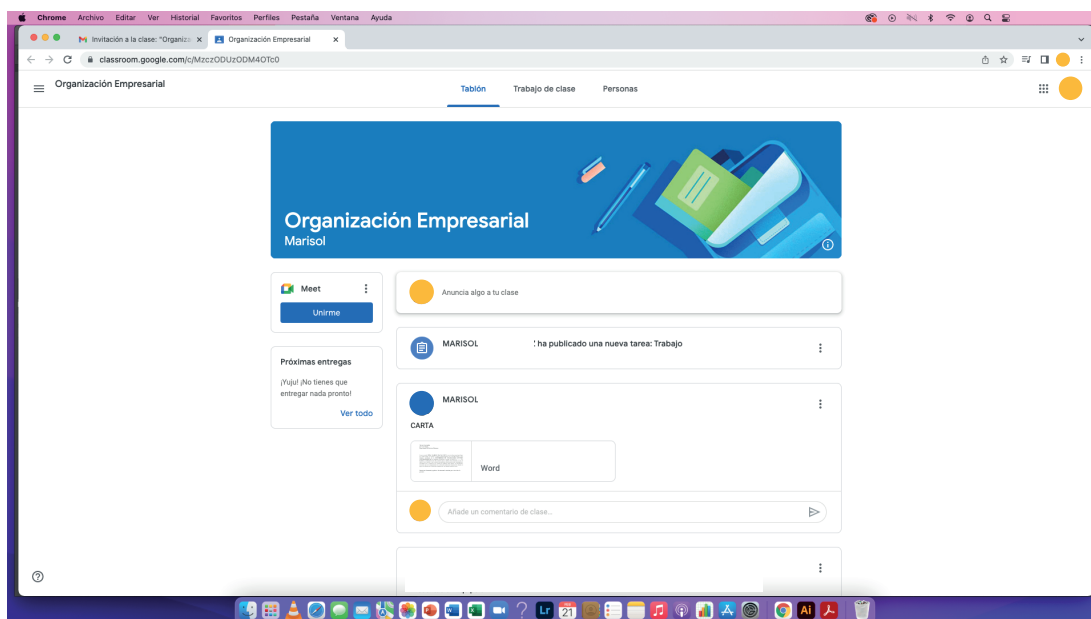 Chrome Archivo Editar Ver Historial Favoritos Perfiles Pestaña Ventana Ayuda
Invitación a la clase: "Organiza x Organización Empresarial x
classroom.google.com/c/MzczODUzODM4OTc0
Organización Empresarial
Tablón Trabajo de clase Personas
Organización Empresarial
Marisol
Meet
Unirme
Próximas entregas
¡Yuju! ¡No tienes que
entregar nada pronto!
Ver todo
Anuncia algo a tu clase
MARISOL ha publicado una nueva tarea: Trabajo
MARISOL
CARTA
Word
Añade un comentario de clase...
Lr 21 Ai